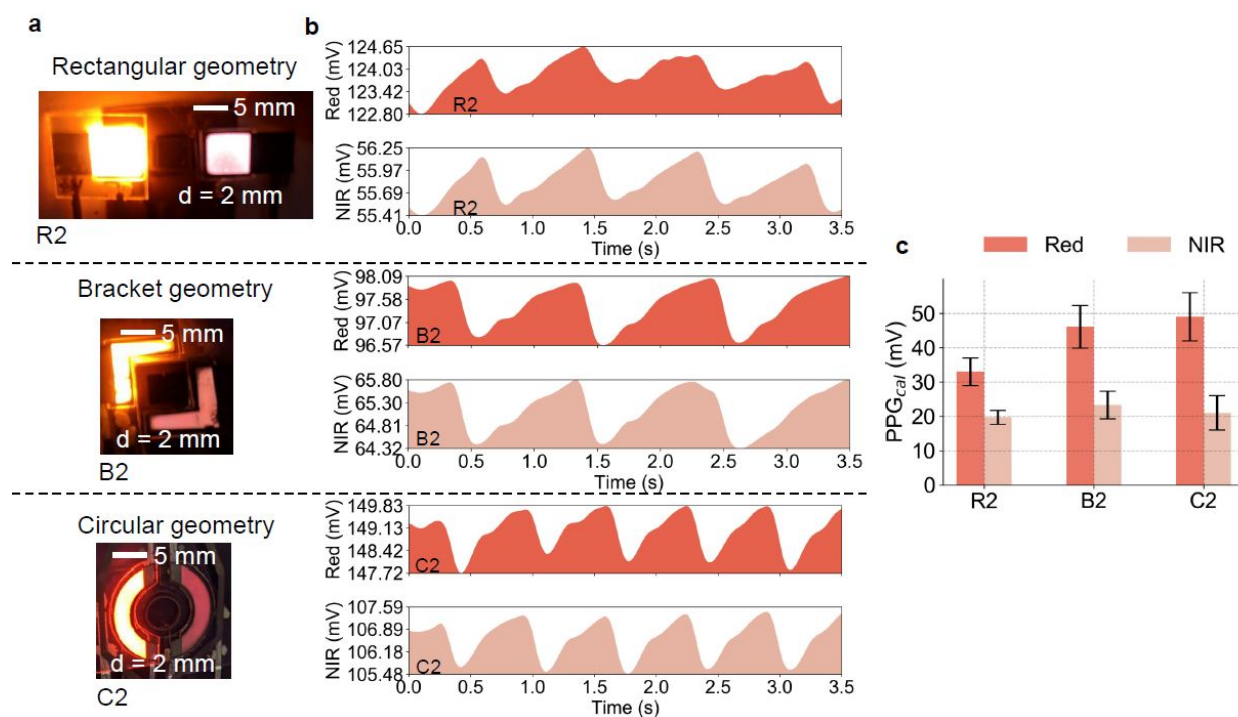 a
Rectangular geometry
5 mm
d = 2 mm
R2
Bracket geometry
5 mm
d = 2 mm
B2
Circular geometry
5 mm
d = 2 mm
C2
b
Red (mV)
124.65
124.03
123.42
122.80
R2
NIR (mV)
56.25
55.97
55.69
55.41
R2
0.0 0.5 1.0 1.5 2.0 2.5 3.0 3.5
Time (s)
Red (mV)
98.09
97.58
97.07
96.57
B2
NIR (mV)
65.80
65.30
64.81
64.32
B2
0.0 0.5 1.0 1.5 2.0 2.5 3.0 3.5
Time (s)
Red (mV)
149.83
149.13
148.42
147.72
C2
NIR (mV)
107.59
106.89
106.18
105.48
C2
0.0 0.5 1.0 1.5 2.0 2.5 3.0 3.5
Time (s)
c
Red NIR
PPGcal (mV)
50
40
30
20
10
0
R2 B2 C2